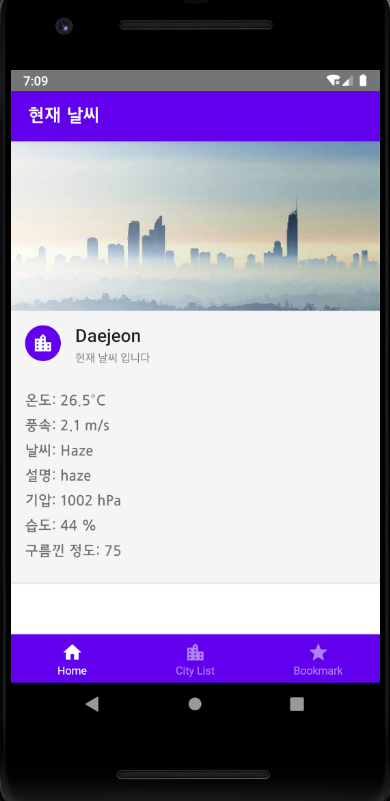 7:09
현재 날씨
Daejeon
현재 날씨 입니다
온도: 26.5°C
풍속: 2.1 m/s
날씨: Haze
설명: haze
기압: 1002 hPa
습도: 44 %
구름낀 정도: 75
Home
City List
Bookmark